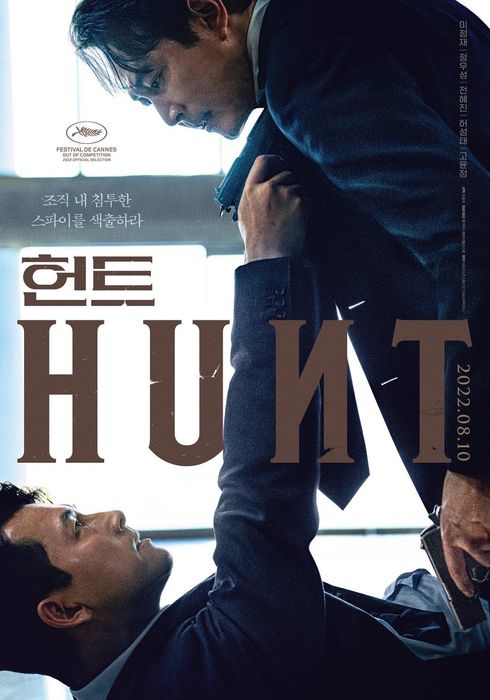 FESTIVAL DE CANNES
OUT OF COMPETITION
2022 OFFICIAL SELECTION
조직 내 침투한
스파이를 색출하라
헌트
HUNT
이정재 | 정우성 | 전혜진 | 허성태 | 고윤정
2022.08.10